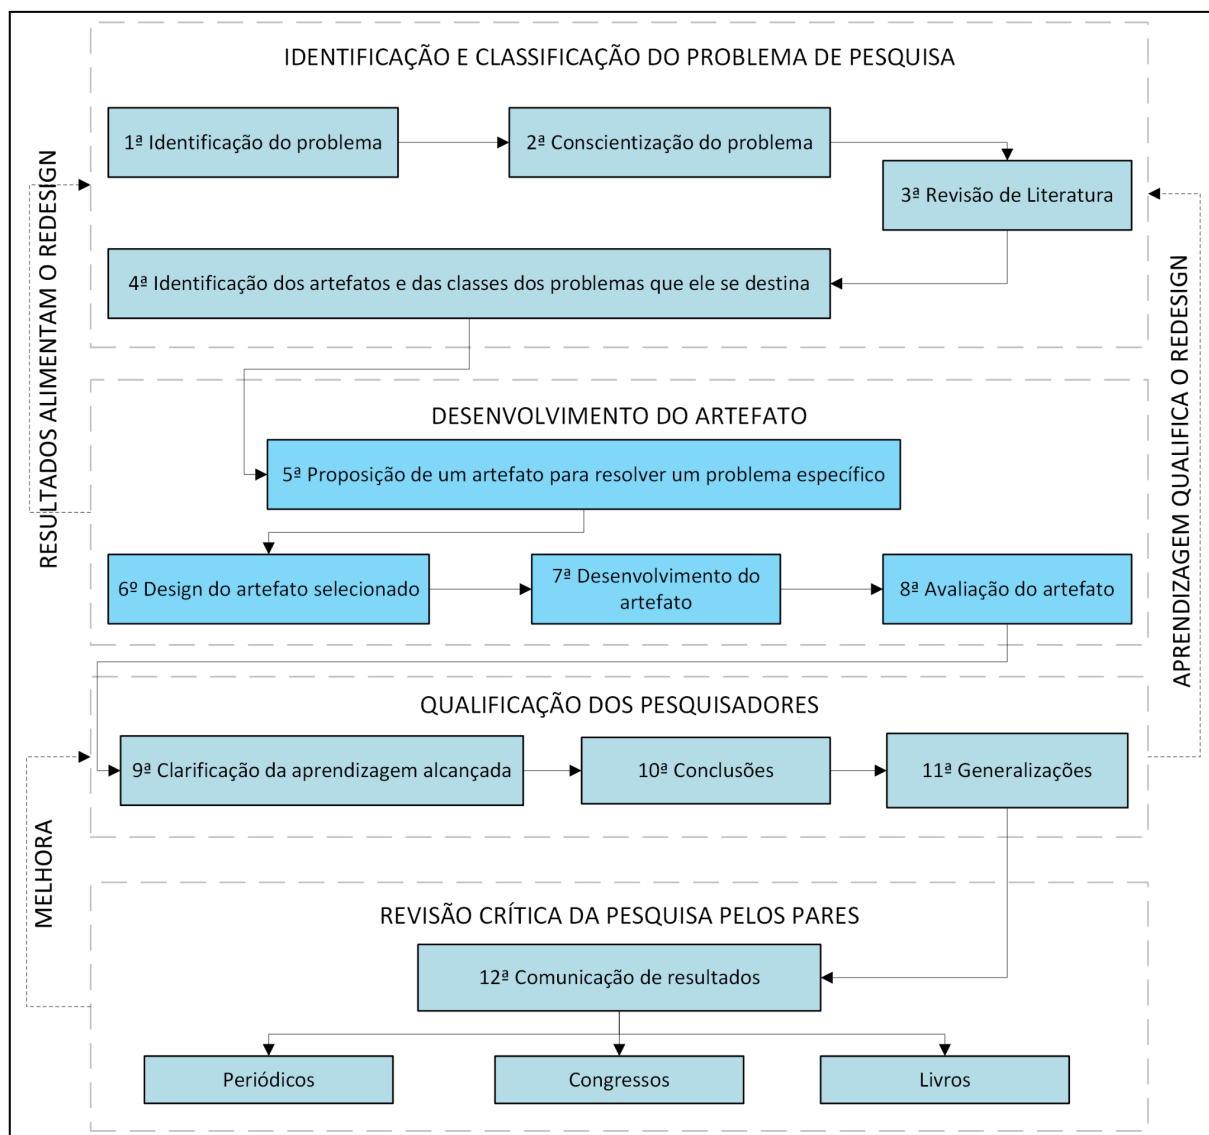 IDENTIFICAÇÃO E CLASSIFICAÇÃO DO PROBLEMA DE PESQUISA
1ª Identificação do problema
2ª Conscientização do problema
3ª Revisão de Literatura
4ª Identificação dos artefatos e das classes dos problemas que ele se destina
RESULTADOS ALIMENTAM O REDESIGN
APRENDIZAGEM QUALIFICA O REDESIGN
DESENVOLVIMENTO DO ARTEFATO
5ª Proposição de um artefato para resolver um problema específico
6º Design do artefato selecionado
7ª Desenvolvimento do
artefato
8ª Avaliação do artefato
QUALIFICAÇÃO DOS PESQUISADORES
9ª Clarificação da aprendizagem alcançada
10ª Conclusões
11ª Generalizações
MELHORA
REVISÃO CRÍTICA DA PESQUISA PELOS PARES
12ª Comunicação de resultados
Periódicos
Congressos
Livros